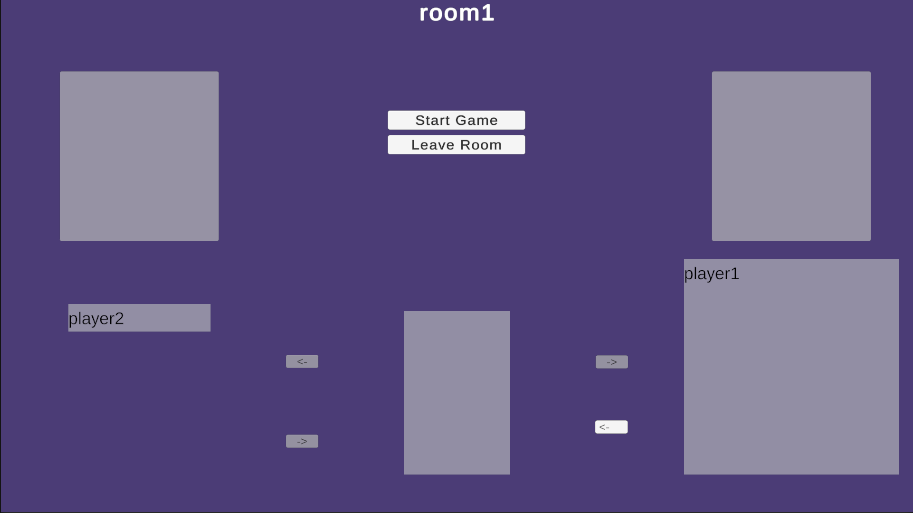 room1
Start Game
Leave Room
player1
player2
<-
->
->
<-